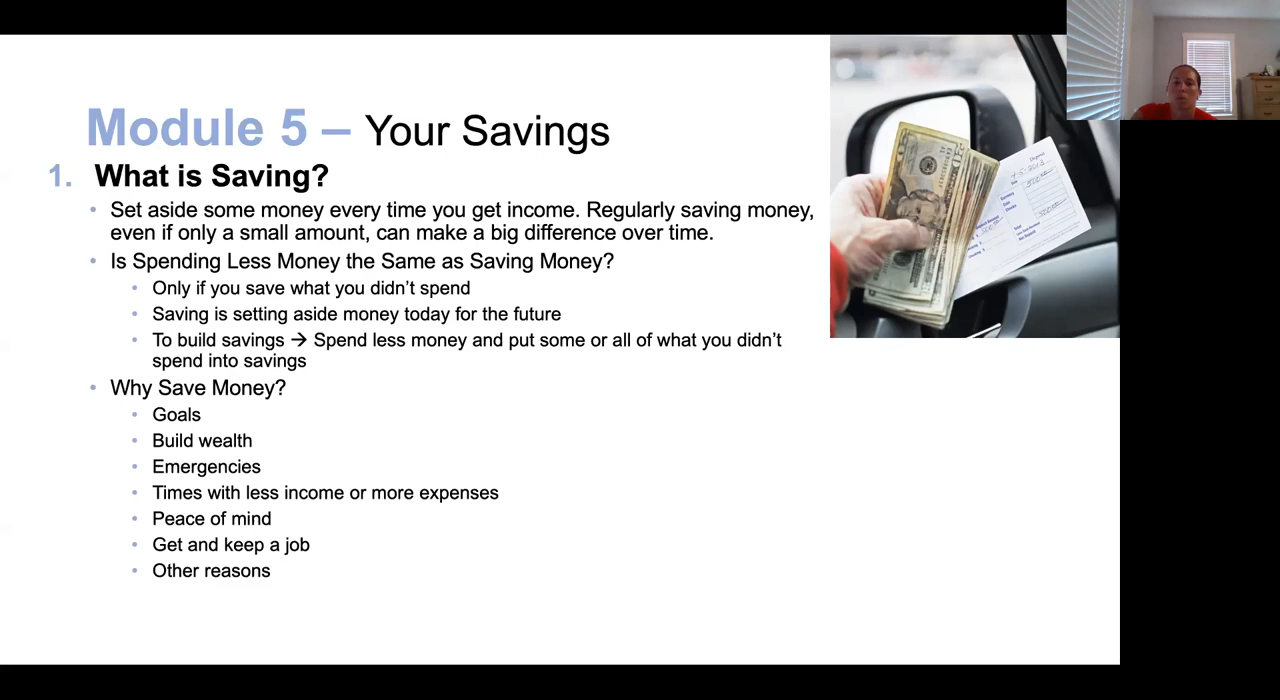 Module 5 – Your Savings
1. What is Saving?
• Set aside some money every time you get income. Regularly saving money,
even if only a small amount, can make a big difference over time.
• Is Spending Less Money the Same as Saving Money?
• Only if you save what you didn’t spend
• Saving is setting aside money today for the future
• To build savings → Spend less money and put some or all of what you didn’t
spend into savings
• Why Save Money?
• Goals
• Build wealth
• Emergencies
• Times with less income or more expenses
• Peace of mind
• Get and keep a job
• Other reasons
Deposit